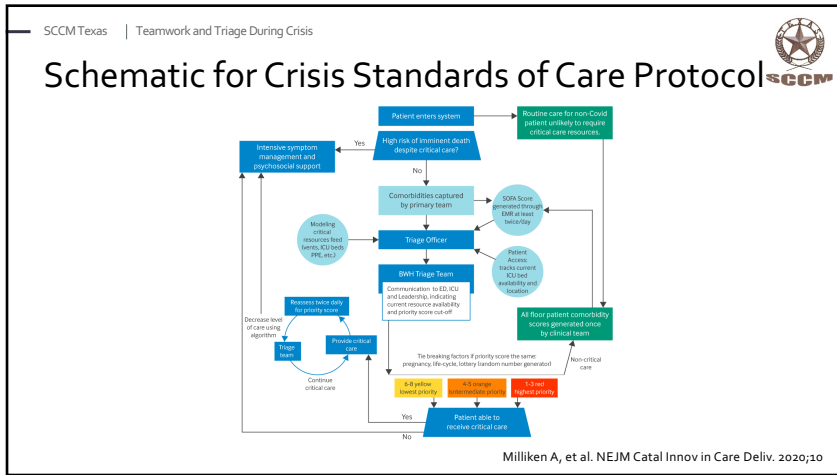 SCCM Texas | Teamwork and Triage During Crisis
TEXAS
SCCM
Schematic for Crisis Standards of Care Protocol
Patient enters system
Routine care for non-Covid
patient unlikely to require
critical care resources.
High risk of imminent death
despite critical care?
Yes
Intensive symptom
management and
psychosocial support
No
Comorbidities captured
by primary team
SOFA Score
generated through
EMR at least
twice/day
Modeling
critical
resources feed
(vents, ICU beds
PPE, etc.)
Triage Officer
Patient
Access:
tracks current
ICU bed
availability and
location
BWH Triage Team
Communication to ED, ICU
and Leadership, indicating
current resource availability
and priority score cut-off
Reassess twice daily
for priority score
Decrease level
of care using
algorithm
Triage
team
Provide critical
care
Continue
critical care
All floor patient comorbidity
scores generated once
by clinical team
Tie breaking factors if priority score the same:
pregnancy, life-cycle, lottery (random number generator)
Non-critical
care
6-8 yellow
lowest priority
4-5 orange
intermediate priority
1-3 red
highest priority
Yes
Patient able to
receive critical care
No
Milliken A, et al. NEJM Catal Innov in Care Deliv. 2020;10